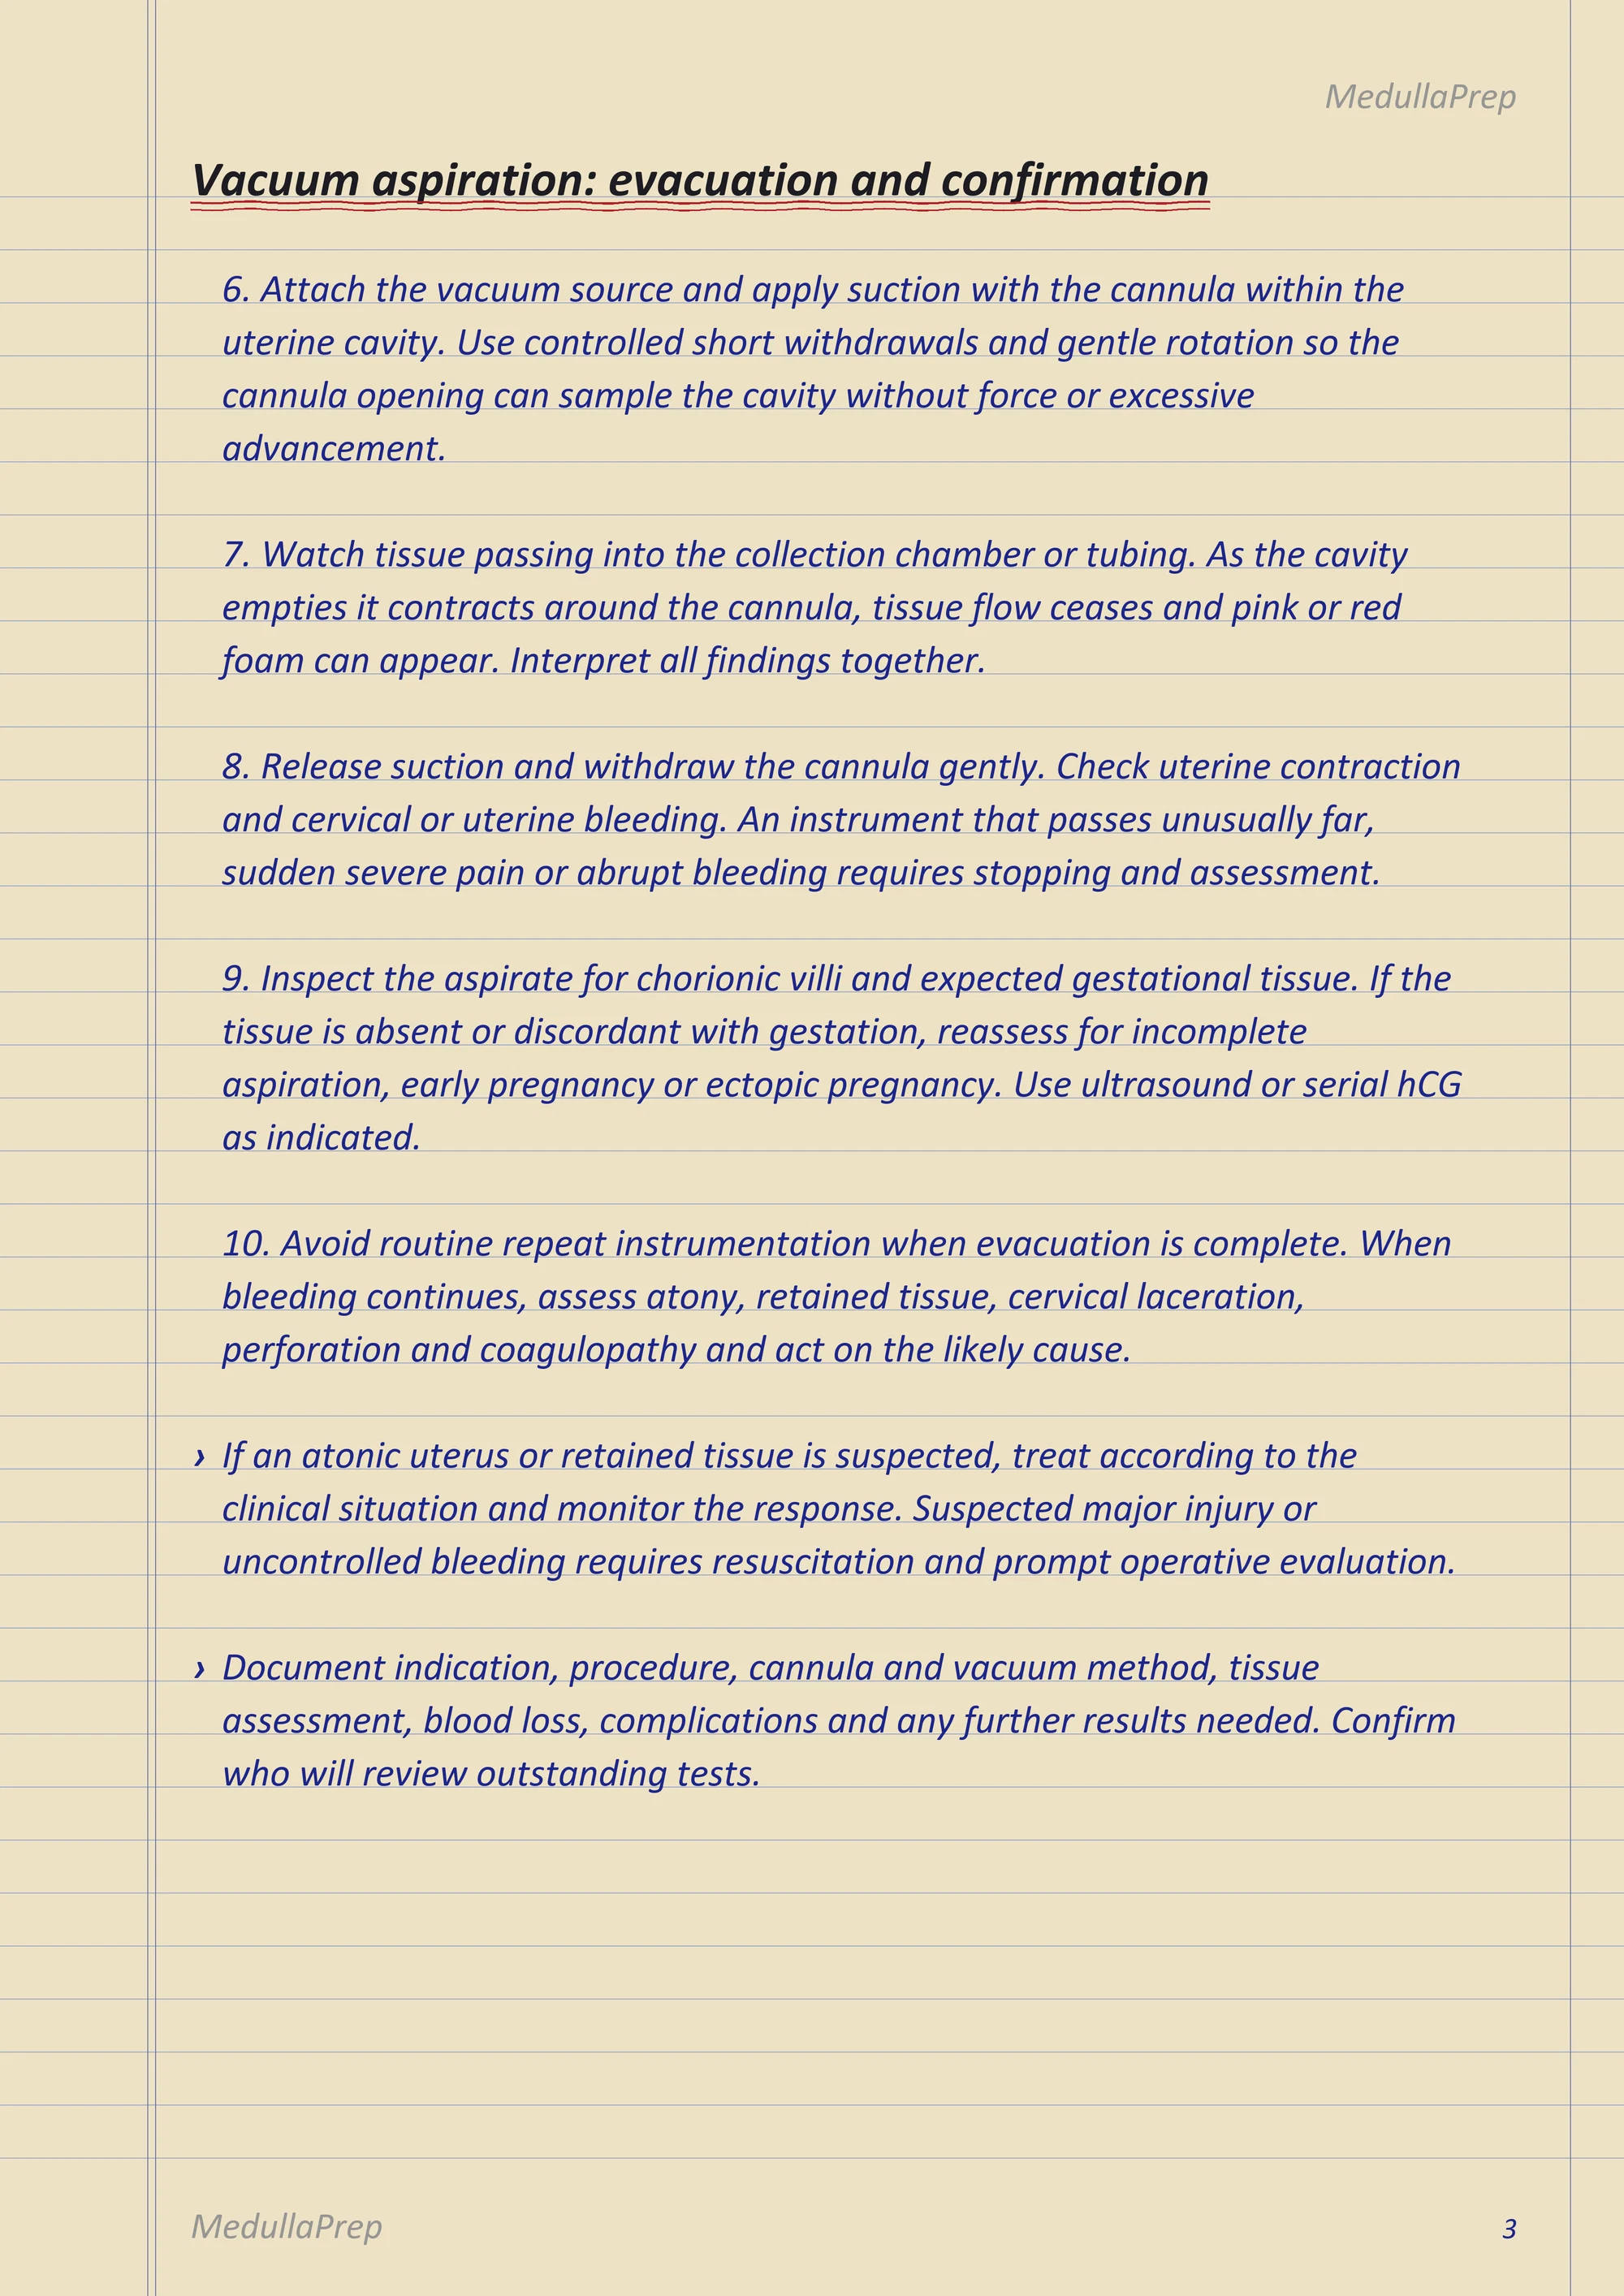 MedullaPrep
Vacuum aspiration: evacuation and confirmation
6. Attach the vacuum source and apply suction with the cannula within the
uterine cavity. Use controlled short withdrawals and gentle rotation so the
cannula opening can sample the cavity without force or excessive
advancement.
7. Watch tissue passing into the collection chamber or tubing. As the cavity
empties it contracts around the cannula, tissue flow ceases and pink or red
foam can appear. Interpret all findings together.
8. Release suction and withdraw the cannula gently. Check uterine contraction
and cervical or uterine bleeding. An instrument that passes unusually far,
sudden severe pain or abrupt bleeding requires stopping and assessment.
9. Inspect the aspirate for chorionic villi and expected gestational tissue. If the
tissue is absent or discordant with gestation, reassess for incomplete
aspiration, early pregnancy or ectopic pregnancy. Use ultrasound or serial hCG
as indicated.
10. Avoid routine repeat instrumentation when evacuation is complete. When
bleeding continues, assess atony, retained tissue, cervical laceration,
perforation and coagulopathy and act on the likely cause.
› If an atonic uterus or retained tissue is suspected, treat according to the
clinical situation and monitor the response. Suspected major injury or
uncontrolled bleeding requires resuscitation and prompt operative evaluation.
› Document indication, procedure, cannula and vacuum method, tissue
assessment, blood loss, complications and any further results needed. Confirm
who will review outstanding tests.
MedullaPrep
3